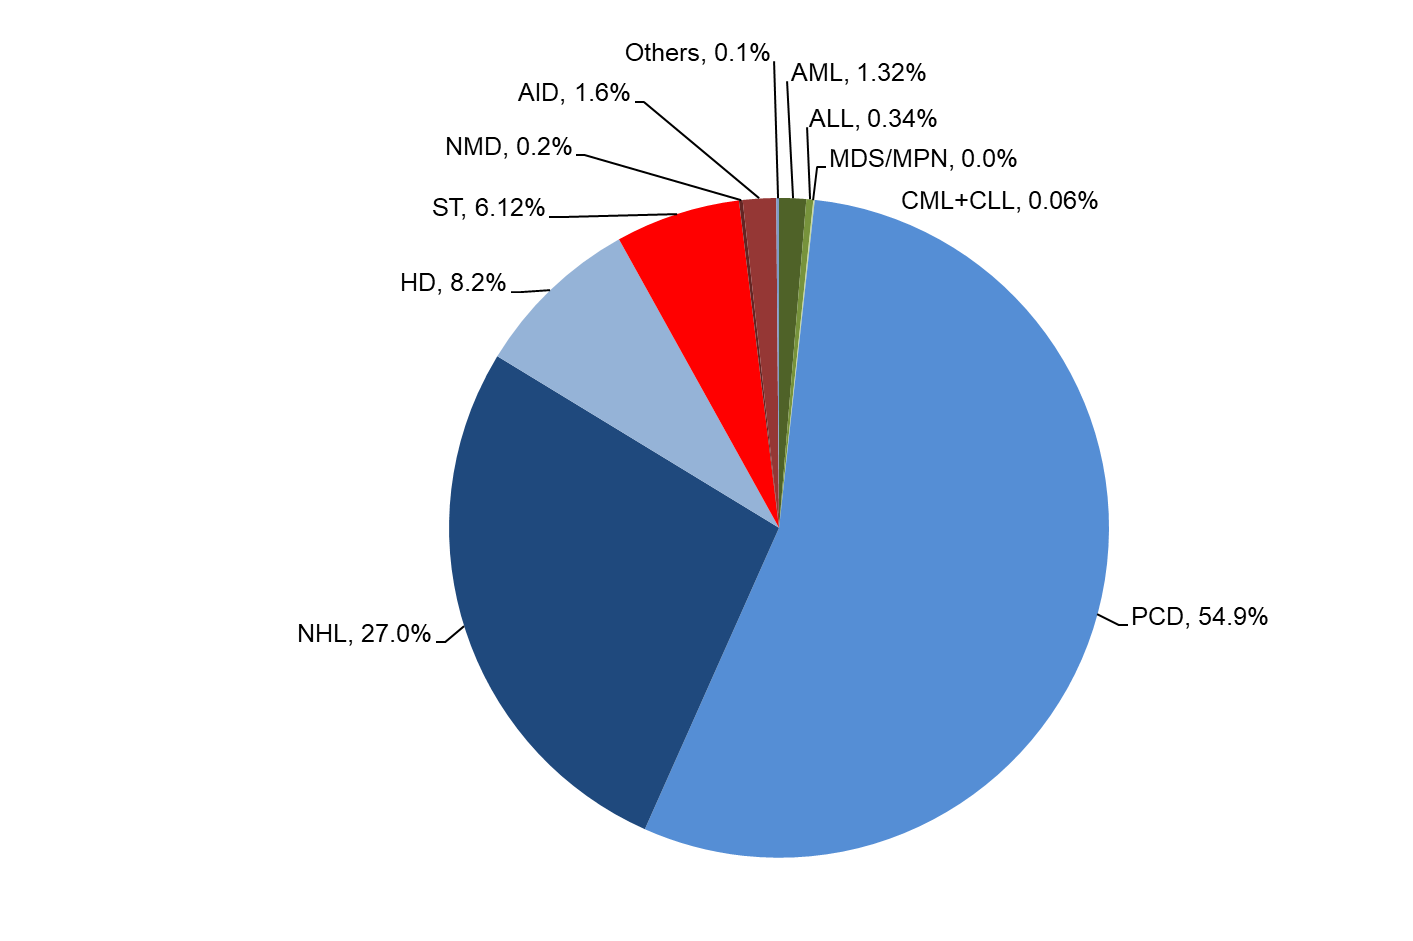 Others, 0.1%
AML, 1.32%
AID, 1.6%
ALL, 0.34%
NMD, 0.2%
MDS/MPN, 0.0%
CML+CLL, 0.06%
ST, 6.12%
HD, 8.2%
PCD, 54.9%
NHL, 27.0%